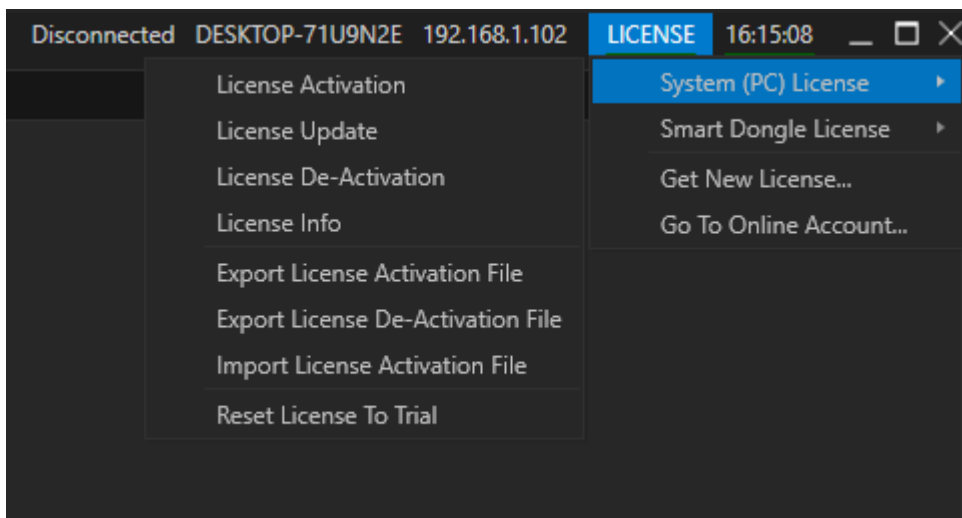 Disconnected DESKTOP-71U9N2E 192.168.1.102 LICENSE 16:15:08
License Activation
License Update
License De-Activation
License Info
Export License Activation File
Export License De-Activation File
Import License Activation File
Reset License To Trial
System (PC) License
Smart Dongle License
Get New License...
Go To Online Account...